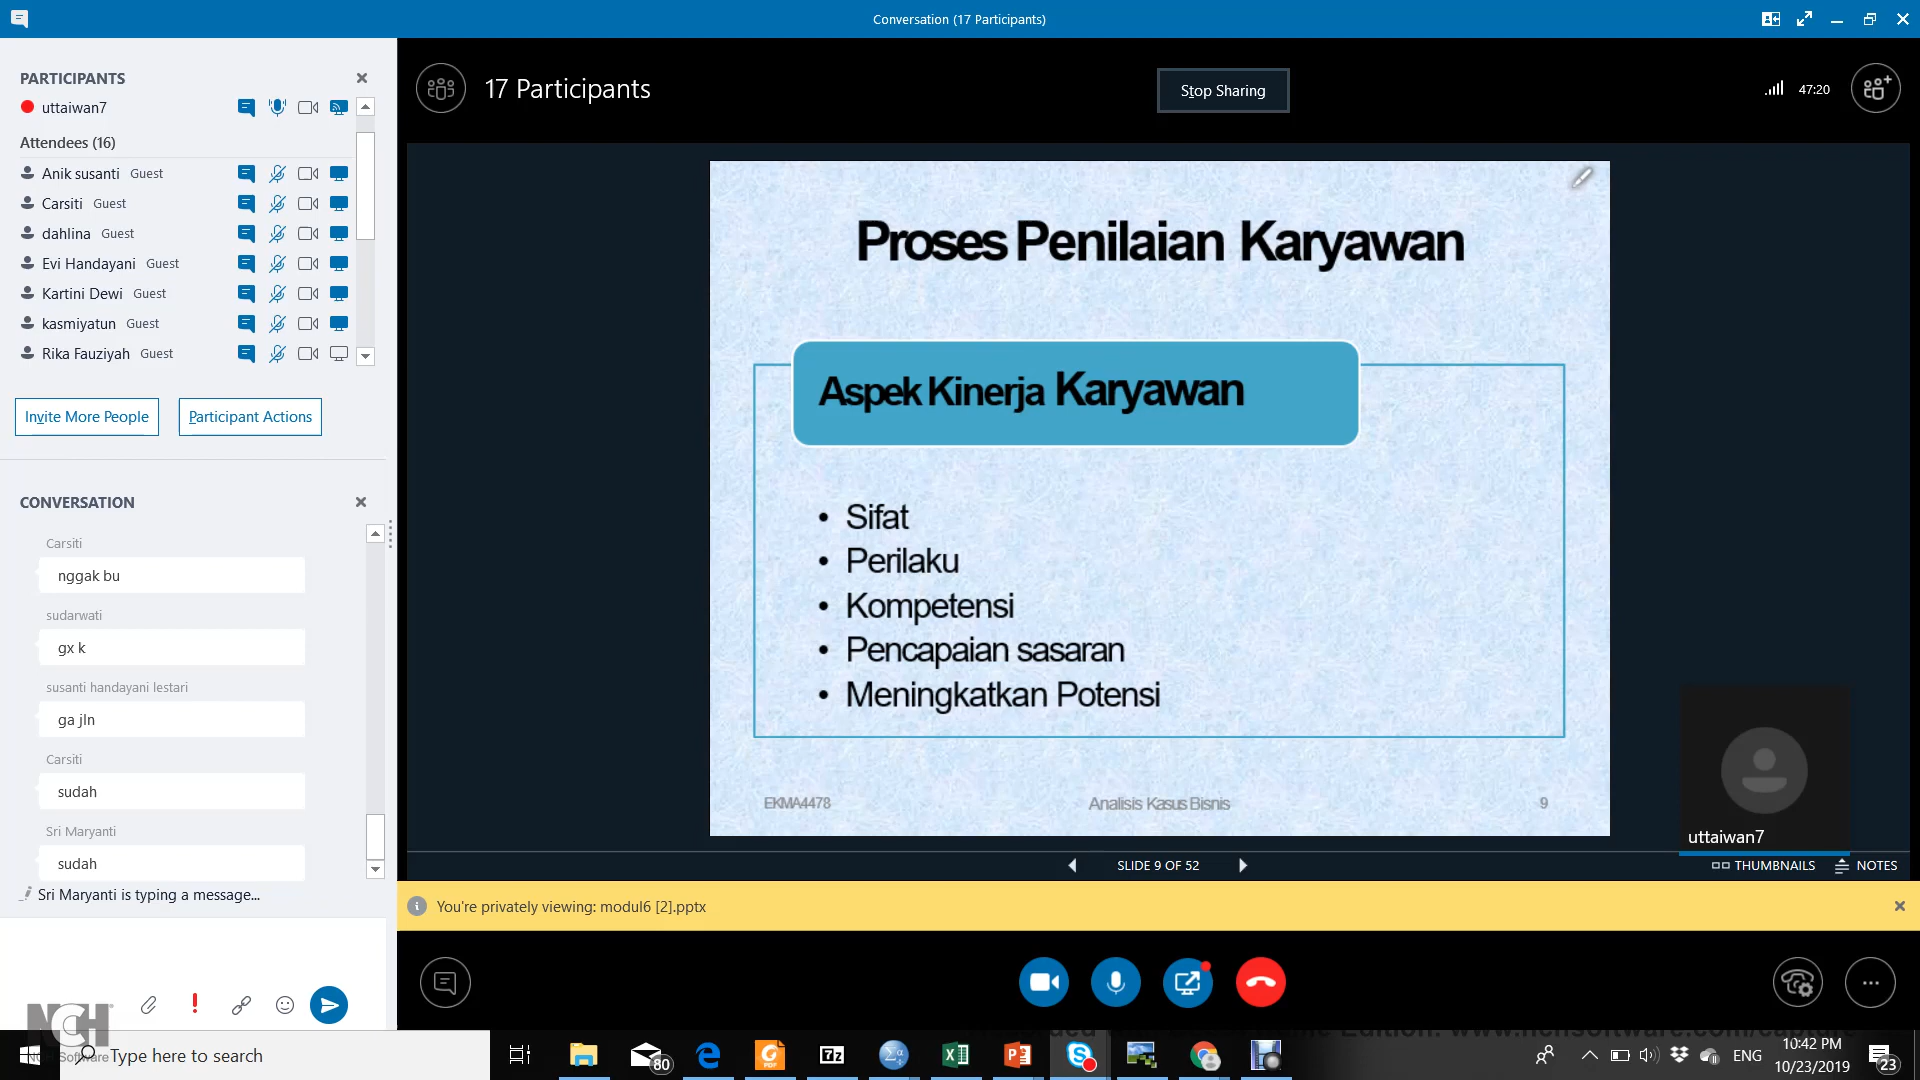 Conversation (17 Participants)
PARTICIPANTS
uttaiwan7
Attendees (16)
Anik susanti Guest
Carsiti Guest
dahlina Guest
Evi Handayani Guest
Kartini Dewi Guest
kasmiyatun Guest
Rika Fauziyah Guest
Invite More People
Participant Actions
CONVERSATION
Carsiti
nggak bu
sudarwati
gx k
susanti handayani lestari
ga jln
Carsiti
sudah
Sri Maryanti
sudah
Sri Maryanti is typing a message...
17 Participants
Stop Sharing
47:20
Proses Penilaian Karyawan
Aspek Kinerja Karyawan
• Sifat
• Perilaku
• Kompetensi
• Pencapaian sasaran
• Meningkatkan Potensi
EKMA4478
Analisis Kasus Bisnis
9
uttaiwan7
SLIDE 9 OF 52
THUMBNAILS
NOTES
You're privately viewing: modul6 [2].pptx
NCH
NCH Software
Type here to search
80
ENG
10:42 PM
10/23/2019
23